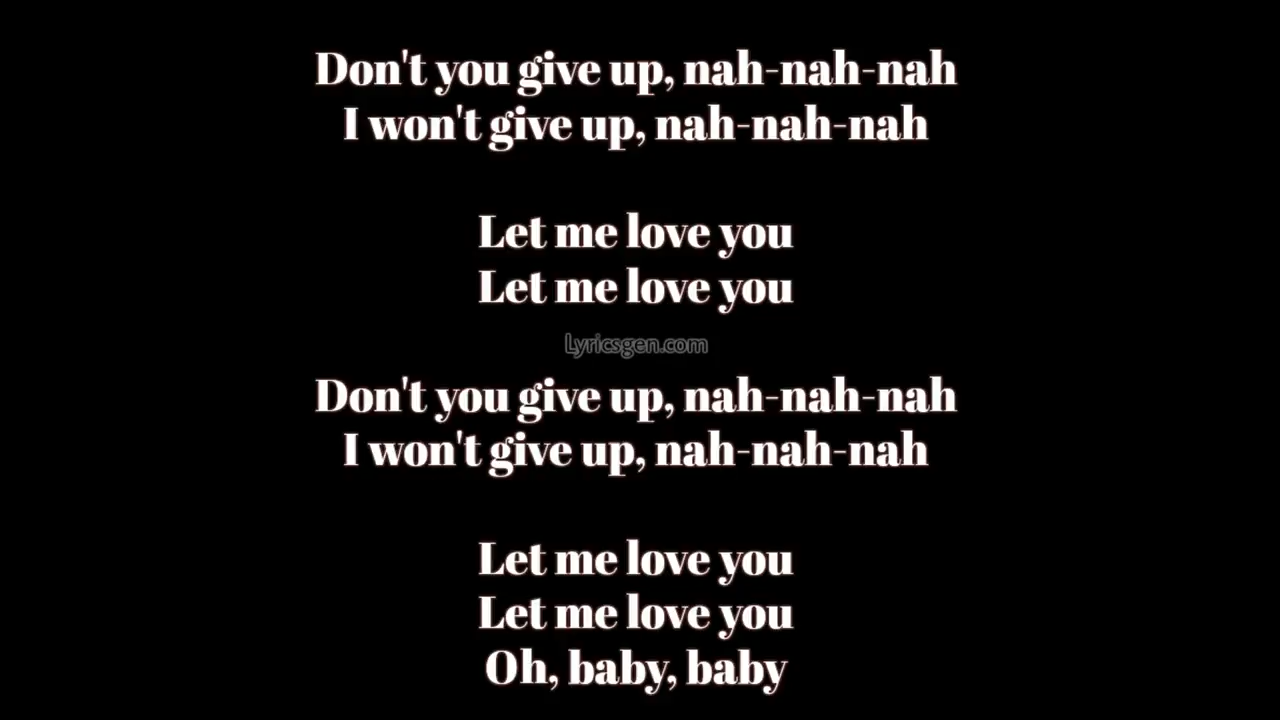 Don't you give up, nah-nah-nah
I won't give up, nah-nah-nah
Let me love you
Let me love you
Lyricsgen.com
Don't you give up, nah-nah-nah
I won't give up, nah-nah-nah
Let me love you
Let me love you
Oh, baby, baby